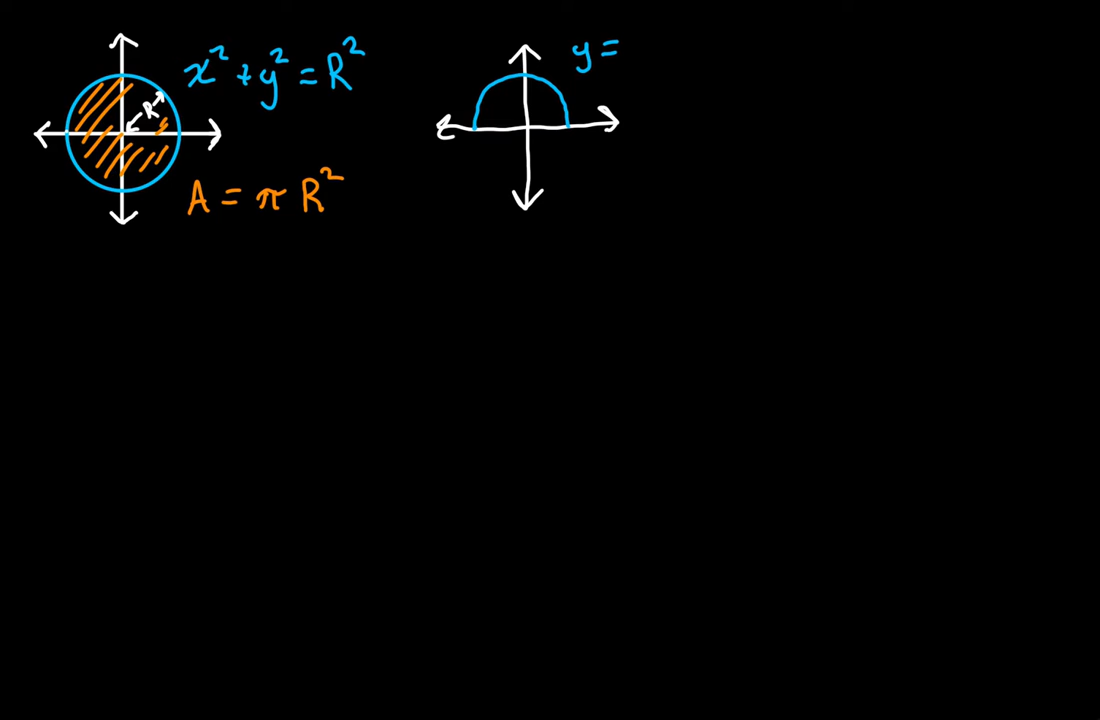 x² + y² = R²
y =
R
A = π R²